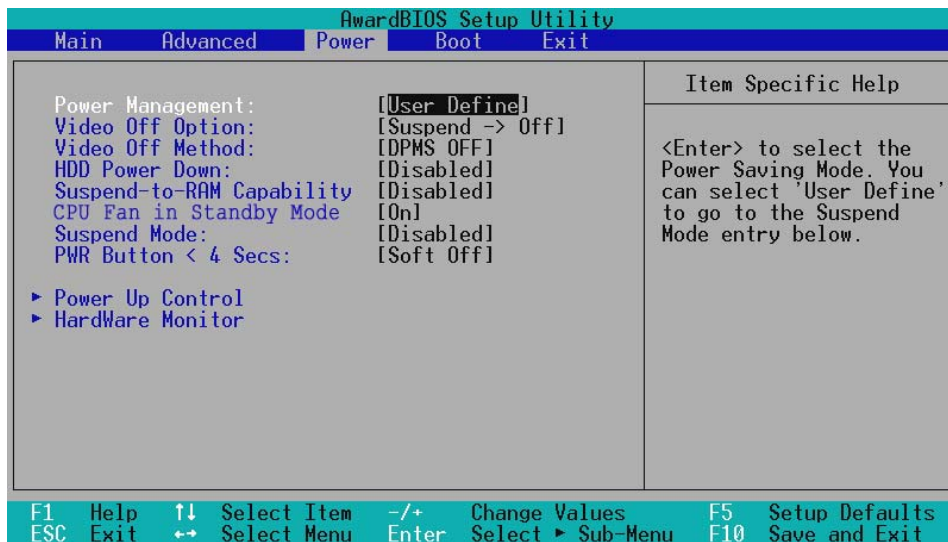 AwardBIOS Setup Utility
Main Advanced Power Boot Exit
Power Management: [User Define]
Video Off Option: [Suspend -> Off]
Video Off Method: [DPMS OFF]
HDD Power Down: [Disabled]
Suspend-to-RAM Capability [Disabled]
CPU Fan in Standby Mode [On]
Suspend Mode: [Disabled]
PWR Button < 4 Secs: [Soft Off]
► Power Up Control
► HardWare Monitor
Item Specific Help
<Enter> to select the
Power Saving Mode. You
can select 'User Define'
to go to the Suspend
Mode entry below.
F1 Help ↑↓ Select Item -/+ Change Values F5 Setup Defaults
ESC Exit ←→ Select Menu Enter Select ► Sub-Menu F10 Save and Exit